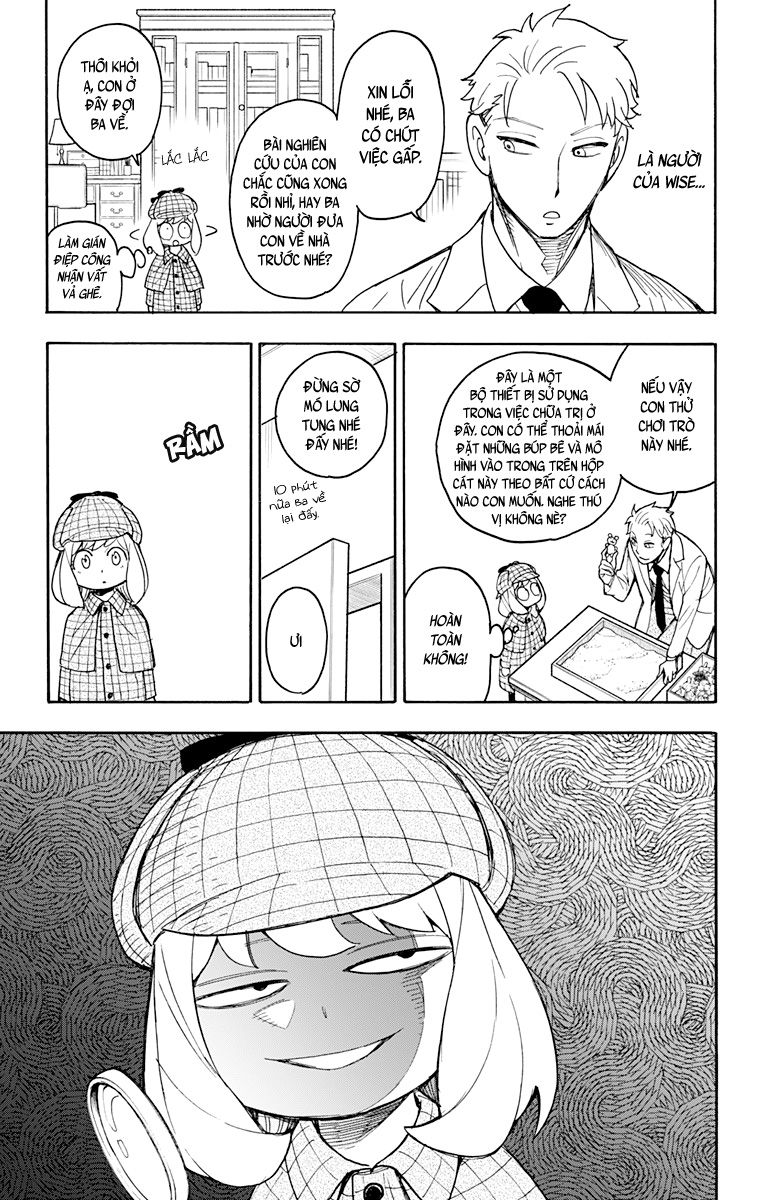 LÀ NGƯỜI
CỦA WISE...
XIN LỖI
NHÉ, BA
CÓ CHÚT
VIỆC GẤP.
BÀI NGHIÊN
CỨU CỦA CON
CHẮC CŨNG XONG
RỒI NHỈ, HAY BA
NHỜ NGƯỜI ĐƯA
CON VỀ NHÀ
TRƯỚC NHÉ?
THÔI KHỎI
Ạ, CON Ở
ĐÂY ĐỢI
BA VỀ.
LẮC LẮC
LÀM GIÁN
ĐIỆP CÔNG
NHẬN VẤT
VẢ GHÊ.
NẾU VẬY
CON THỬ
CHƠI TRÒ
NÀY NHÉ.
ĐÂY LÀ MỘT
BỘ THIẾT BỊ SỬ DỤNG
TRONG VIỆC CHỮA TRỊ Ở
ĐÂY. CON CÓ THỂ THOẢI MÁI
ĐẶT NHỮNG BÚP BÊ VÀ MÔ
HÌNH VÀO TRONG TRÊN HỘP
CÁT NÀY THEO BẤT CỨ CÁCH
NÀO CON MUỐN. NGHE THÚ
VỊ KHÔNG NÈ?
HOÀN
TOÀN
KHÔNG!
ĐỪNG SỜ
MÓ LUNG
TUNG NHÉ
ĐẤY NHÉ!
10 phút
nữa ba về
lại đấy.
ƯI
RẦM